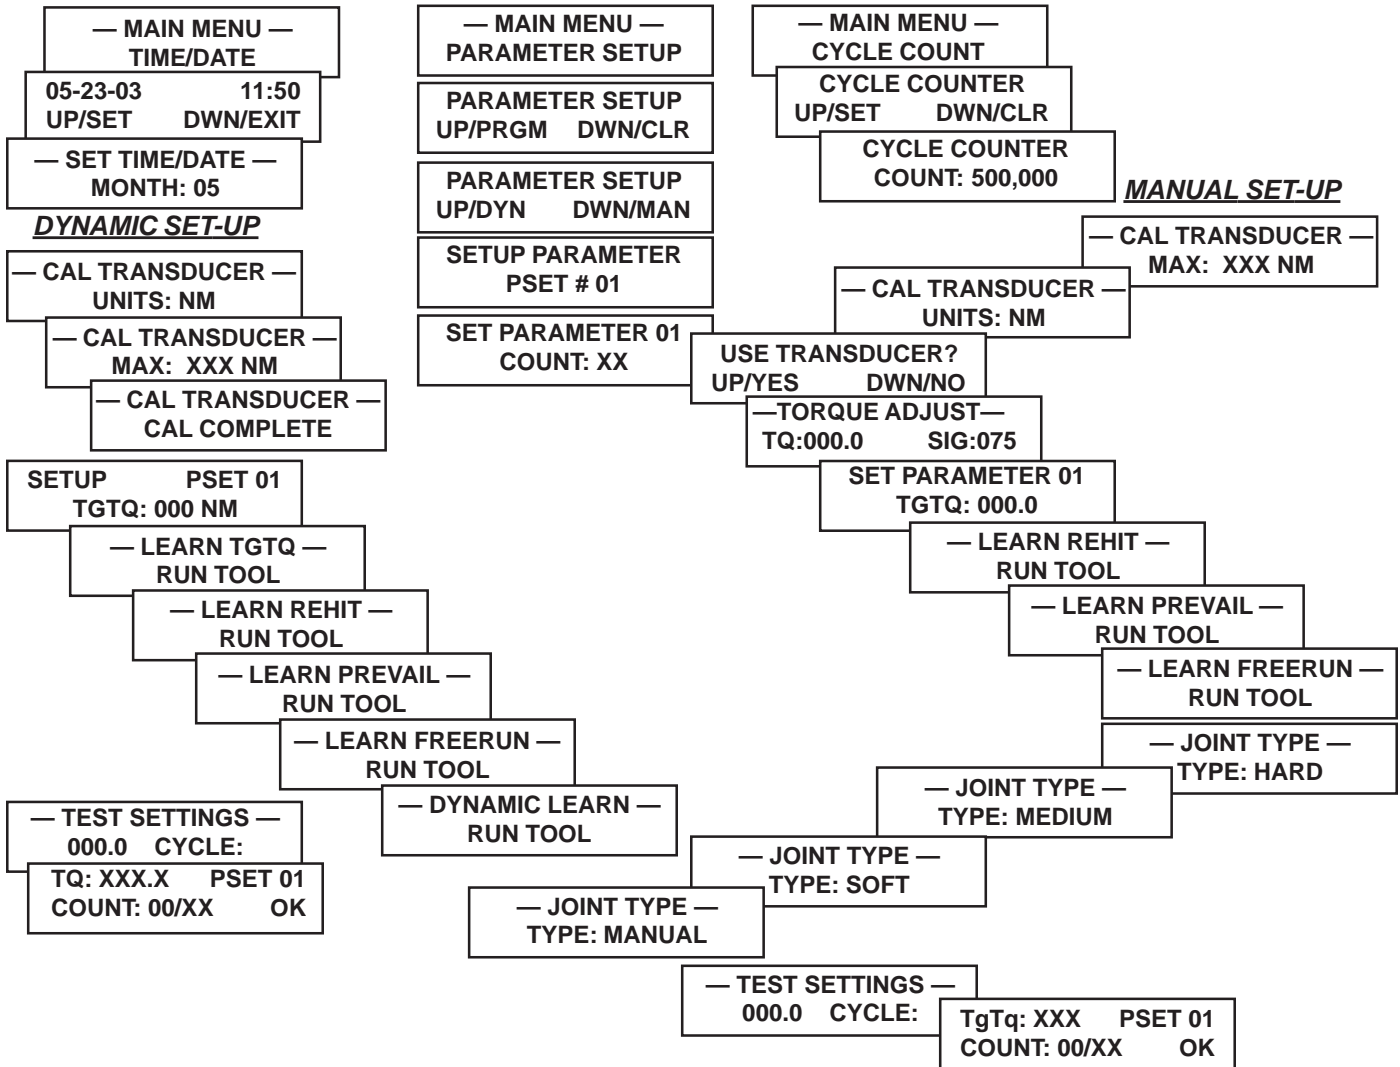 — MAIN MENU —
TIME/DATE
05-23-03 11:50
UP/SET DWN/EXIT
— SET TIME/DATE —
MONTH: 05
— MAIN MENU —
PARAMETER SETUP
PARAMETER SETUP
UP/PRGM DWN/CLR
PARAMETER SETUP
UP/DYN DWN/MAN
SETUP PARAMETER
PSET # 01
SET PARAMETER 01
COUNT: XX
— MAIN MENU —
CYCLE COUNT
CYCLE COUNTER
UP/SET DWN/CLR
CYCLE COUNTER
COUNT: 500,000
DYNAMIC SET-UP
— CAL TRANSDUCER —
UNITS: NM
— CAL TRANSDUCER —
MAX: XXX NM
— CAL TRANSDUCER —
CAL COMPLETE
SETUP PSET 01
TGTQ: 000 NM
— LEARN TGTQ —
RUN TOOL
— LEARN REHIT —
RUN TOOL
— LEARN PREVAIL —
RUN TOOL
— LEARN FREERUN —
RUN TOOL
— DYNAMIC LEARN —
RUN TOOL
— TEST SETTINGS —
000.0 CYCLE:
TQ: XXX.X PSET 01
COUNT: 00/XX OK
MANUAL SET-UP
— CAL TRANSDUCER —
MAX: XXX NM
— CAL TRANSDUCER —
UNITS: NM
USE TRANSDUCER?
UP/YES DWN/NO
—TORQUE ADJUST—
TQ:000.0 SIG:075
SET PARAMETER 01
TGTQ: 000.0
— LEARN REHIT —
RUN TOOL
— LEARN PREVAIL —
RUN TOOL
— LEARN FREERUN —
RUN TOOL
— JOINT TYPE —
TYPE: HARD
— JOINT TYPE —
TYPE: MEDIUM
— JOINT TYPE —
TYPE: SOFT
— JOINT TYPE —
TYPE: MANUAL
— TEST SETTINGS —
000.0 CYCLE:
TgTq: XXX PSET 01
COUNT: 00/XX OK